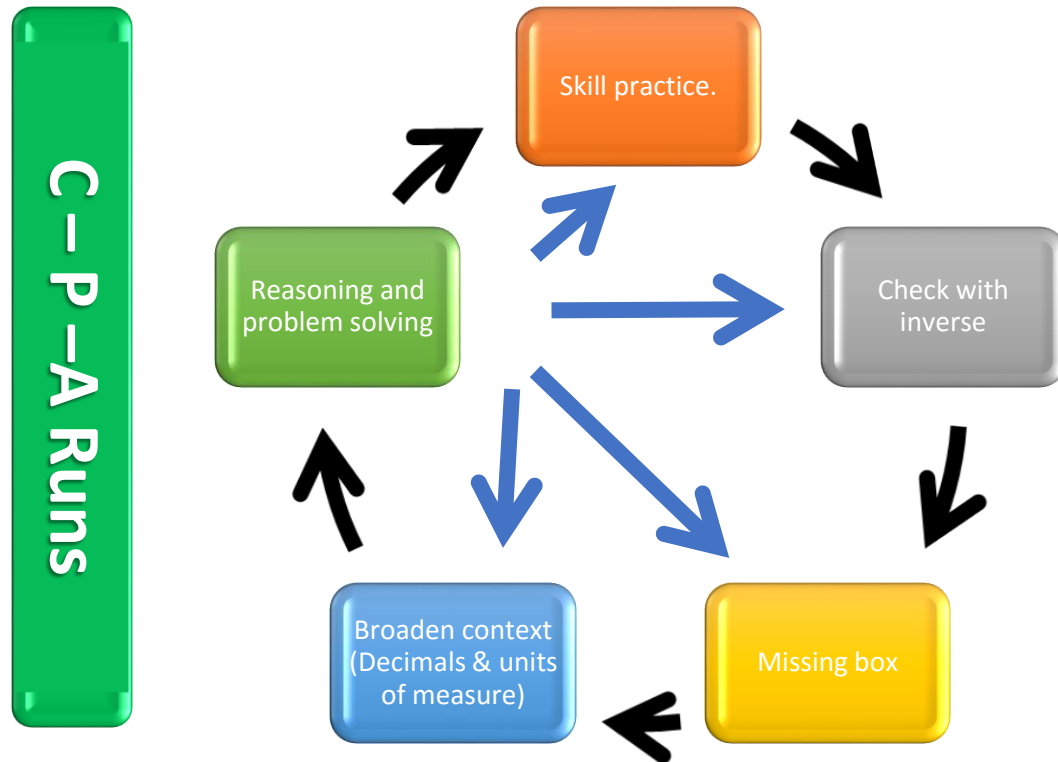 C – P – A Runs
Skill practice.
Reasoning and
problem solving
Check with
inverse
Broaden context
(Decimals & units
of measure)
Missing box